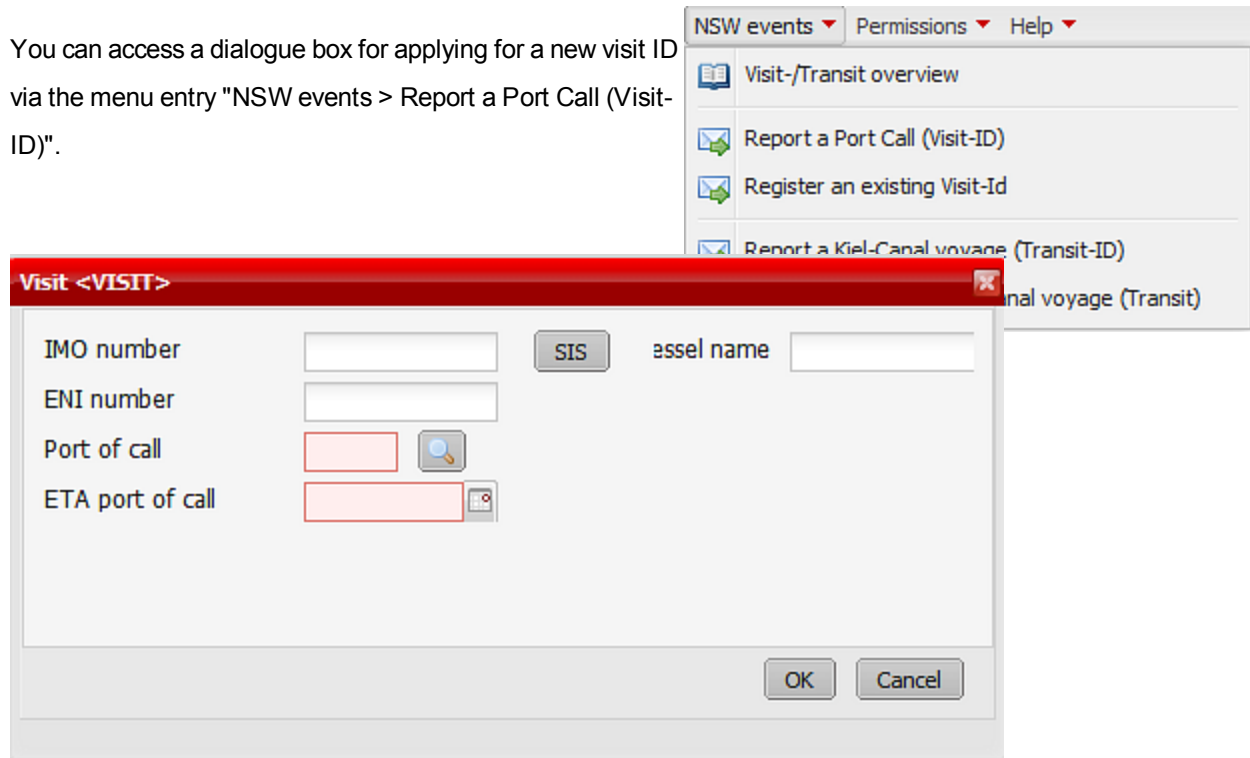 You can access a dialogue box for applying for a new visit ID
via the menu entry "NSW events > Report a Port Call (Visit-
ID)".
NSW events Permissions Help
Visit-/Transit overview
Report a Port Call (Visit-ID)
Register an existing Visit-Id
Report a Kiel-Canal voyage (Transit-ID)
voyage (Transit)
Visit <VISIT>
IMO number SIS essel name
ENI number
Port of call
ETA port of call
OK Cancel